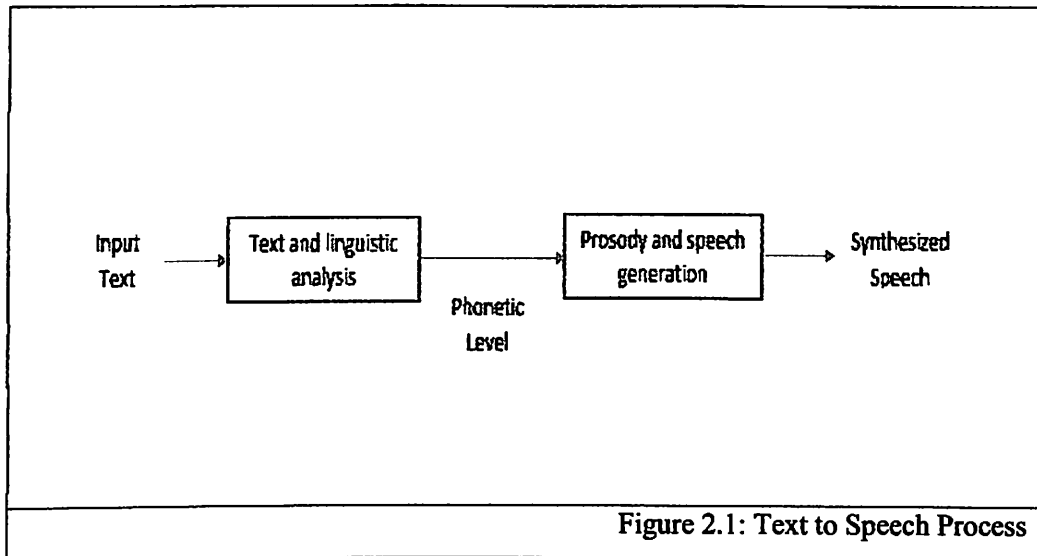 Input
Text
Text and linguistic
analysis
Phonetic
Level
Prosody and speech
generation
Synthesized
Speech
Figure 2.1: Text to Speech Process